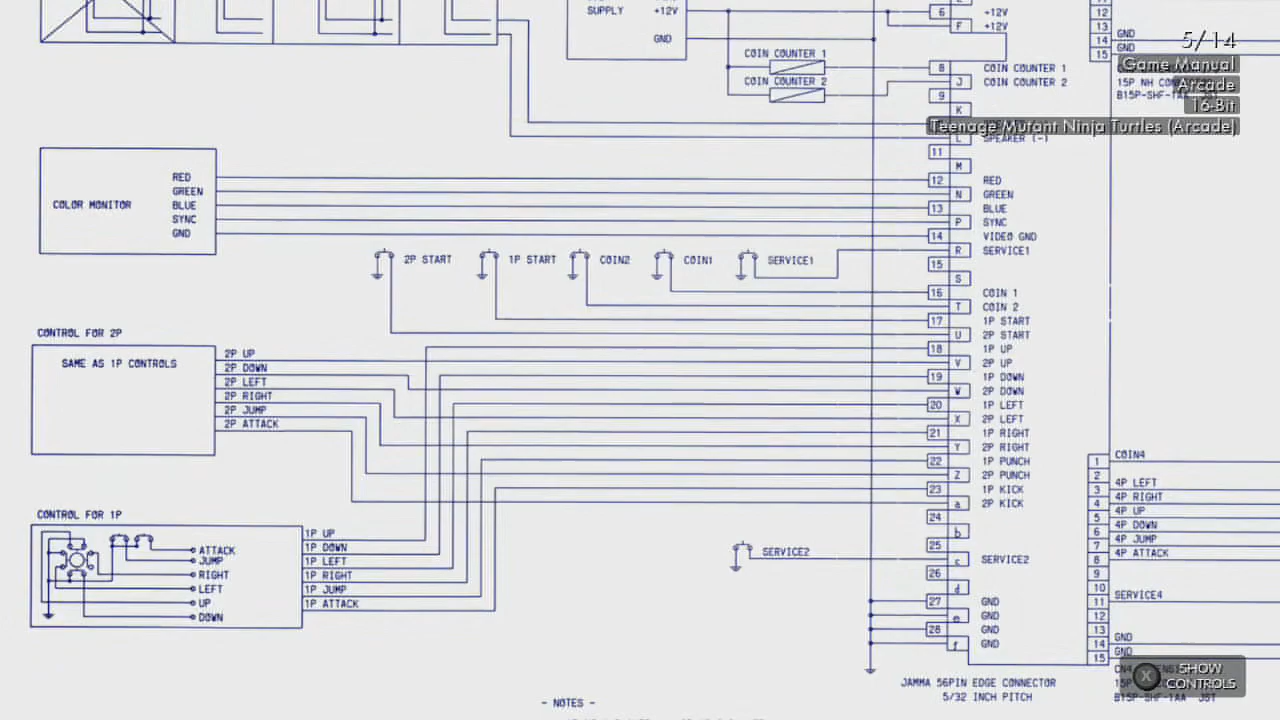 SUPPLY
+12V
GND
COIN COUNTER 1
COIN COUNTER 2
COLOR MONITOR
RED
GREEN
BLUE
SYNC
GND
2P START
1P START
COIN2
COIN1
SERVICE1
CONTROL FOR 2P
SAME AS 1P CONTROLS
2P UP
2P DOWN
2P LEFT
2P RIGHT
2P JUMP
2P ATTACK
CONTROL FOR 1P
ATTACK
JUMP
RIGHT
LEFT
UP
DOWN
1P UP
1P DOWN
1P LEFT
1P RIGHT
1P JUMP
1P ATTACK
SERVICE2
6 +12V
F +12V
8 COIN COUNTER 1
J COIN COUNTER 2
9
K
L SPEAKER (-)
11
M
12 RED
N GREEN
13 BLUE
P SYNC
14 VIDEO GND
R SERVICE1
15
S
16 COIN 1
T COIN 2
17 1P START
U 2P START
18 1P UP
V 2P UP
19 1P DOWN
W 2P DOWN
20 1P LEFT
X 2P LEFT
21 1P RIGHT
Y 2P RIGHT
22 1P PUNCH
Z 2P PUNCH
23 1P KICK
a 2P KICK
24
b
25
c SERVICE2
26
d
27 GND
e GND
28 GND
f GND
JAMMA 56PIN EDGE CONNECTOR
5/32 INCH PITCH
- NOTES -
12
13
14 GND
15 GND
5/14
Game Manual
Arcade
16-Bit
Teenage Mutant Ninja Turtles (Arcade)
1 COIN4
2
3 4P LEFT
4 4P RIGHT
5 4P UP
6 4P DOWN
7 4P JUMP
8 4P ATTACK
9
10
11 SERVICE4
12
13
14 GND
15 GND
X SHOW
CONTROLS
B15P-SHF-1AA JST